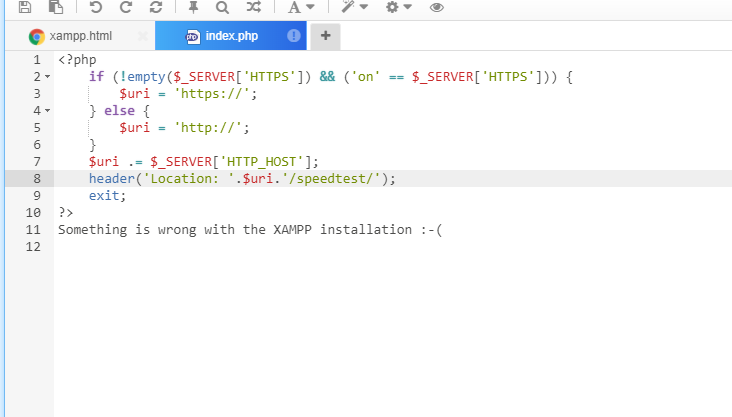 A
xampp.html
php index.php
+
1 <?php
2 if (!empty($_SERVER['HTTPS']) && ('on' == $_SERVER['HTTPS'])) {
3 $uri = 'https://';
4 } else {
5 $uri = 'http://';
6 }
7 $uri .= $_SERVER['HTTP_HOST'];
8 header('Location: '.$uri.'/speedtest/');
9 exit;
10 ?>
11 Something is wrong with the XAMPP installation :-(
12